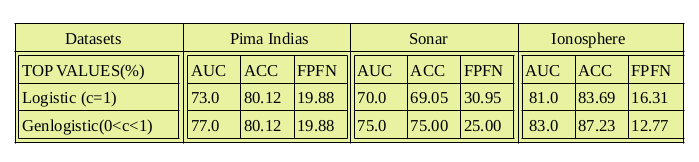 Datasets Pima Indias Sonar Ionosphere
TOP VALUES(%) AUC ACC FPFN AUC ACC FPFN AUC ACC FPFN
Logistic (c=1) 73.0 80.12 19.88 70.0 69.05 30.95 81.0 83.69 16.31
Genlogistic(0<c<1) 77.0 80.12 19.88 75.0 75.00 25.00 83.0 87.23 12.77